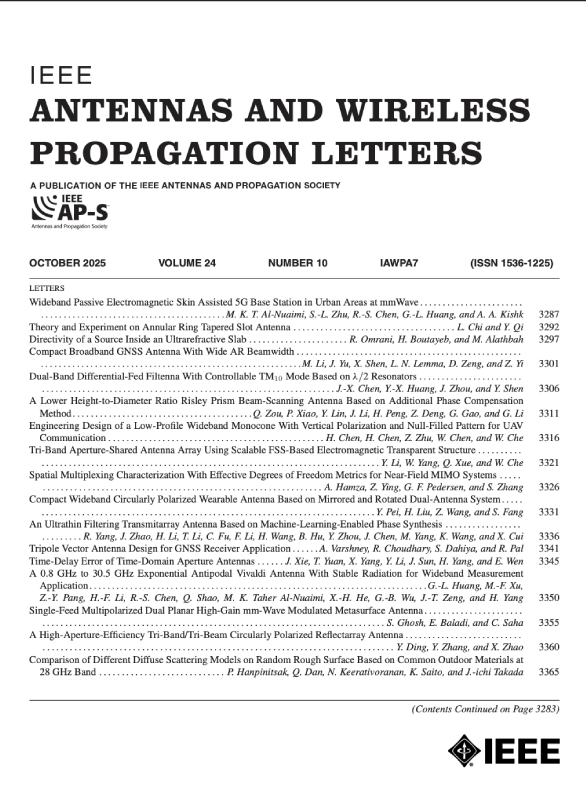 IEEE
ANTENNAS AND WIRELESS
PROPAGATION LETTERS
A PUBLICATION OF THE IEEE ANTENNAS AND PROPAGATION SOCIETY
IEEE
AP-S
Antennas and Propagation Society
OCTOBER 2025 VOLUME 24 NUMBER 10 IAWPA7 (ISSN 1536-1225)
LETTERS
Wideband Passive Electromagnetic Skin Assisted 5G Base Station in Urban Areas at mmWave.......................
........................................M. K. T. Al-Nuaimi, S.-L. Zhu, R.-S. Chen, G.-L. Huang, and A. A. Kishk 3287
Theory and Experiment on Annular Ring Tapered Slot Antenna ...................................L. Chi and Y. Qi 3292
Directivity of a Source Inside an Ultrarefractive Slab ......................R. Omrani, H. Boutayeb, and M. Alathbah 3297
Compact Broadband GNSS Antenna With Wide AR Beamwidth..................................................
.........................................................M. Li, J. Yu, X. Shen, L. N. Lemma, D. Zeng, and Z. Yi 3301
Dual-Band Differential-Fed Filtenna With Controllable TM₁₀ Mode Based on λ/2 Resonators ......................
................................................................J.-X. Chen, Y.-X. Huang, J. Zhou, and Y. Shen 3306
A Lower Height-to-Diameter Ratio Risley Prism Beam-Scanning Antenna Based on Additional Phase Compensation
Method.......................................Q. Zou, P. Xiao, Y. Lin, J. Li, H. Peng, Z. Deng, G. Gao, and G. Li 3311
Engineering Design of a Low-Profile Wideband Monocone With Vertical Polarization and Null-Filled Pattern for UAV
Communication ................................................H. Chen, H. Chen, Z. Zhu, W. Chen, and W. Che 3316
Tri-Band Aperture-Shared Antenna Array Using Scalable FSS-Based Electromagnetic Transparent Structure ..........
.........................................................................Y. Li, W. Yang, Q. Xue, and W. Che 3321
Spatial Multiplexing Characterization With Effective Degrees of Freedom Metrics for Near-Field MIMO Systems .....
.............................................................A. Hamza, Z. Ying, G. F. Pedersen, and S. Zhang 3326
Compact Wideband Circularly Polarized Wearable Antenna Based on Mirrored and Rotated Dual-Antenna System.....
.........................................................................Y. Pei, H. Liu, Z. Wang, and S. Fang 3331
An Ultrathin Filtering Transmitarray Antenna Based on Machine-Learning-Enabled Phase Synthesis .................
.........R. Yang, J. Zhao, H. Li, T. Li, C. Fu, F. Li, H. Wang, B. Hu, Y. Zhou, J. Chen, M. Yang, K. Wang, and X. Cui 3336
Tripole Vector Antenna Design for GNSS Receiver Application......A. Varshney, R. Choudhary, S. Dahiya, and R. Pal 3341
Time-Delay Error of Time-Domain Aperture Antennas ......J. Xie, T. Yuan, X. Yang, Y. Li, J. Sun, H. Yang, and E. Wen 3345
A 0.8 GHz to 30.5 GHz Exponential Antipodal Vivaldi Antenna With Stable Radiation for Wideband Measurement
Application.....................................................................G.-L. Huang, M.-F. Xu,
Z.-Y. Pang, H.-F. Li, R.-S. Chen, Q. Shao, M. K. Taher Al-Nuaimi, X.-H. He, G.-B. Wu, J.-T. Zeng, and H. Yang 3350
Single-Feed Multipolarized Dual Planar High-Gain mm-Wave Modulated Metasurface Antenna.....................
..........................................................................S. Ghosh, E. Baladi, and C. Saha 3355
A High-Aperture-Efficiency Tri-Band/Tri-Beam Circularly Polarized Reflectarray Antenna ..........................
............................................................................Y. Ding, Y. Zhang, and X. Zhao 3360
Comparison of Different Diffuse Scattering Models on Random Rough Surface Based on Common Outdoor Materials at
28 GHz Band ...........................P. Hanpinitsak, Q. Dan, N. Keerativoranan, K. Saito, and J.-ichi Takada 3365
(Contents Continued on Page 3283)
IEEE